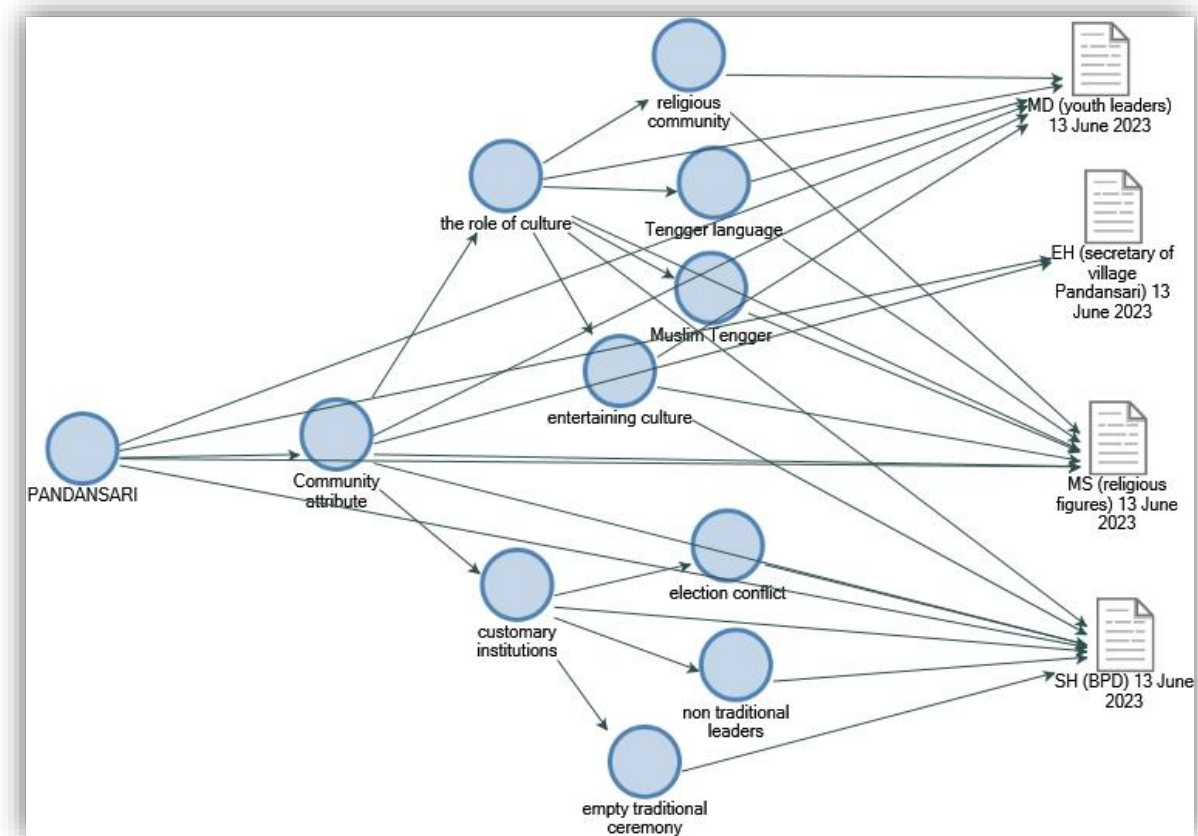 religious
community
MD (youth leaders)
13 June 2023
the role of culture
Tengger language
EH (secretary of
village
Pandansari) 13
June 2023
Muslim Tengger
entertaining culture
PANDANSARI
Community
attribute
MS (religious
figures) 13 June
2023
election conflict
customary
institutions
non traditional
leaders
SH (BPD) 13 June
2023
empty traditional
ceremony